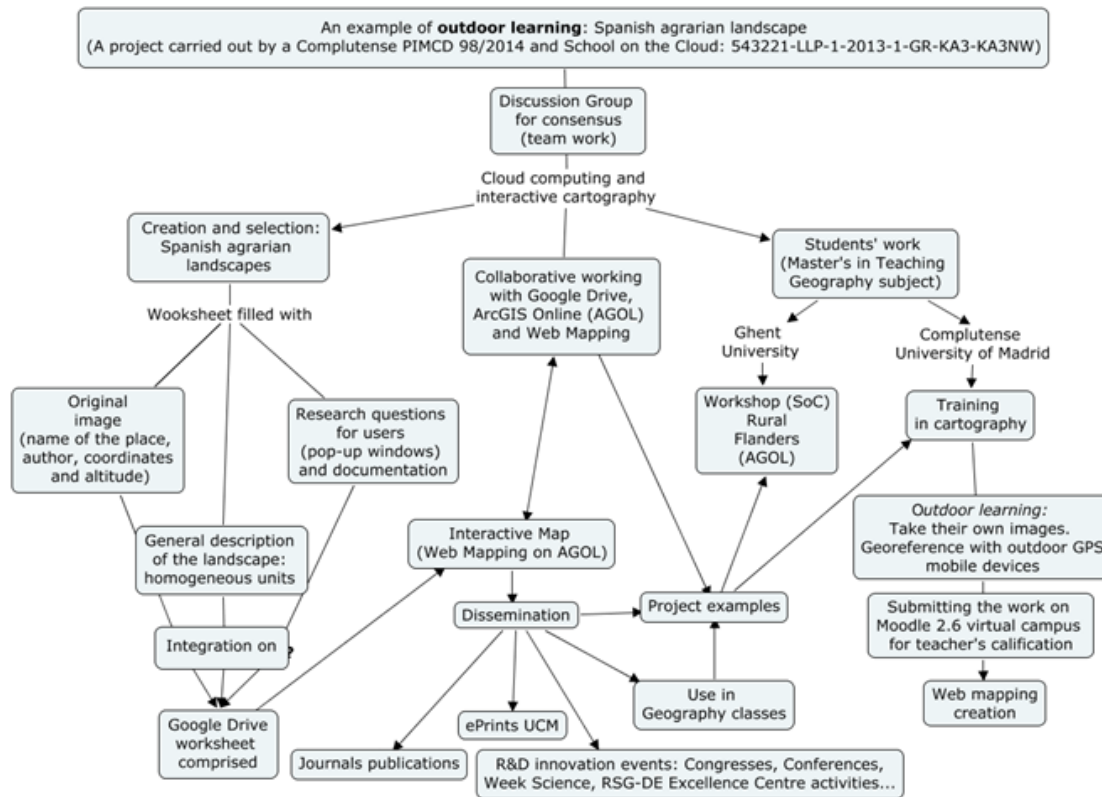 An example of outdoor learning: Spanish agrarian landscape
(A project carried out by a Complutense PIMCD 98/2014 and School on the Cloud: 543221-LLP-1-2013-1-GR-KA3-KA3NW)
Discussion Group
for consensus
(team work)
Cloud computing and
interactive cartography
Creation and selection:
Spanish agrarian
landscapes
Collaborative working
with Google Drive,
ArcGIS Online (AGOL)
and Web Mapping
Students' work
(Master's in Teaching
Geography subject)
Wooksheet filled with
Ghent
University
Complutense
University of Madrid
Original
image
(name of the place,
author, coordinates
and altitude)
Research questions
for users
(pop-up windows)
and documentation
Workshop (SoC)
Rural
Flanders
(AGOL)
Training
in cartography
General description
of the landscape:
homogeneous units
Interactive Map
(Web Mapping on AGOL)
Outdoor learning:
Take their own images.
Georeference with outdoor GPS
mobile devices
Dissemination
Project examples
Submitting the work on
Moodle 2.6 virtual campus
for teacher's calification
Integration on
?
Google Drive
worksheet
comprised
ePrints UCM
Use in
Geography classes
Web mapping
creation
Journals publications
R&D innovation events: Congresses, Conferences,
Week Science, RSG-DE Excellence Centre activities...